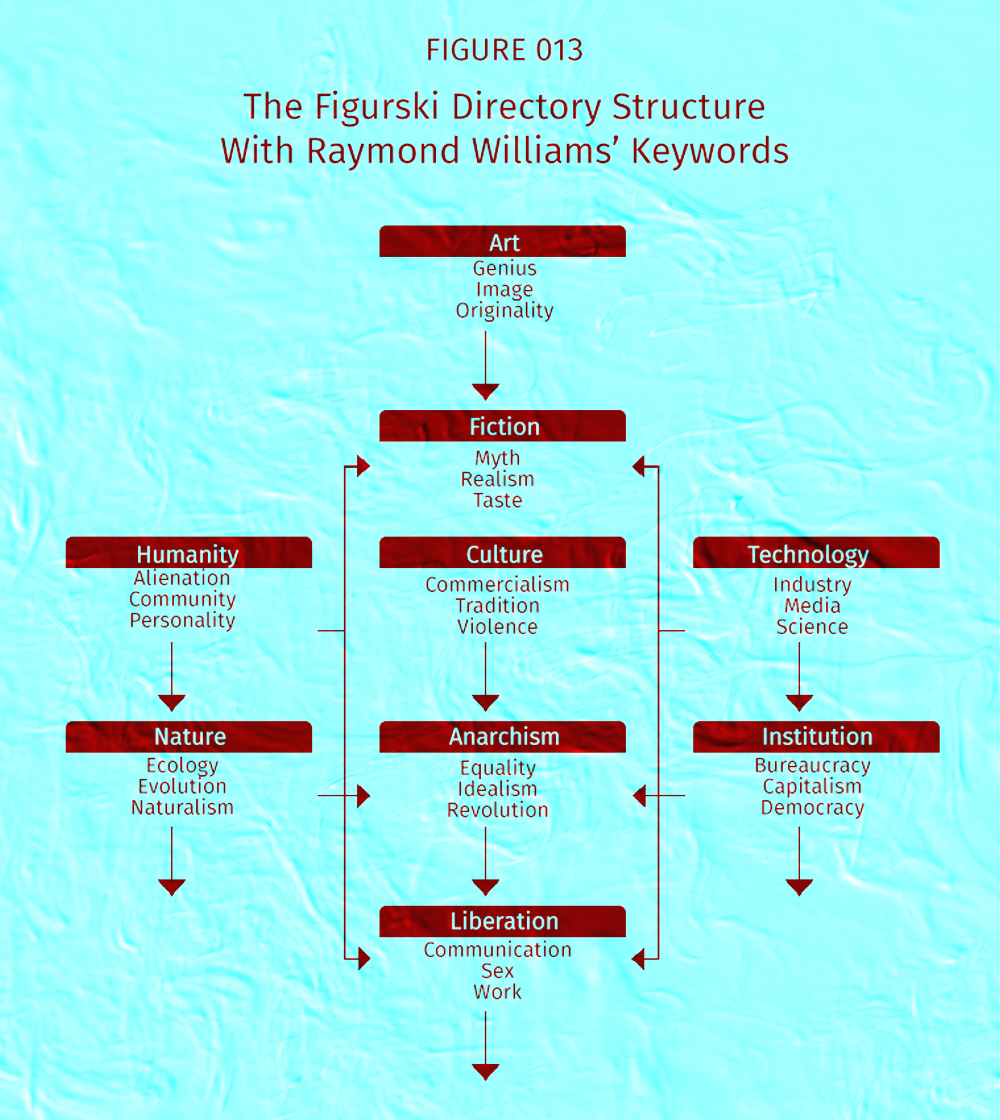 FIGURE 013
The Figurski Directory Structure
With Raymond Williams’ Keywords
Art
Genius
Image
Originality
Fiction
Myth
Realism
Taste
Humanity
Alienation
Community
Personality
Culture
Commercialism
Tradition
Violence
Technology
Industry
Media
Science
Nature
Ecology
Evolution
Naturalism
Anarchism
Equality
Idealism
Revolution
Institution
Bureaucracy
Capitalism
Democracy
Liberation
Communication
Sex
Work